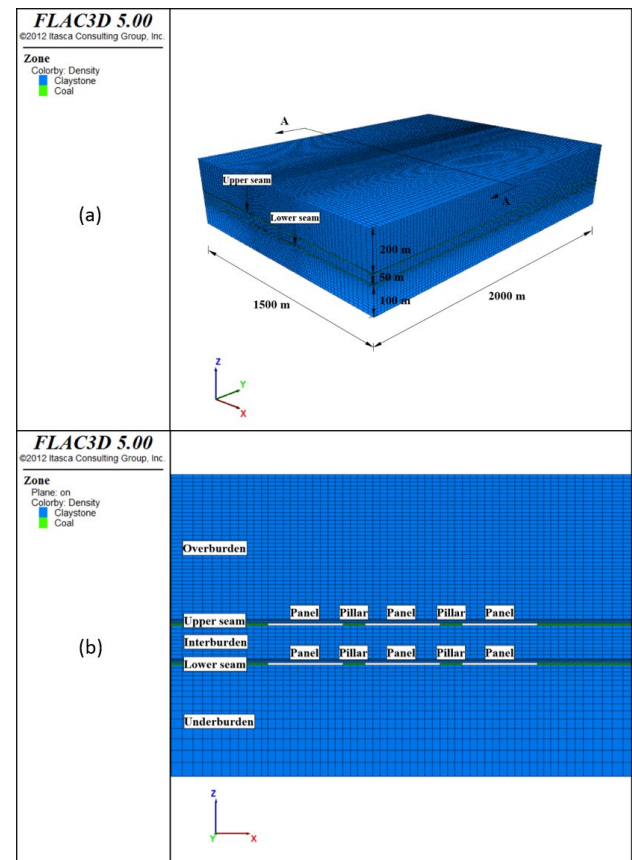 FLAC3D 5.00
©2012 Itasca Consulting Group, Inc.
Zone
Colorby: Density
Claystone
Coal
(a)
A
Upper seam
Lower seam
A
200 m
50 m
100 m
1500 m
2000 m
Z
Y
X
FLAC3D 5.00
©2012 Itasca Consulting Group, Inc.
Zone
Plane: on
Colorby: Density
Claystone
Coal
(b)
Overburden
Panel Pillar Panel Pillar Panel
Upper seam
Interburden
Panel Pillar Panel Pillar Panel
Lower seam
Underburden
Z
Y X